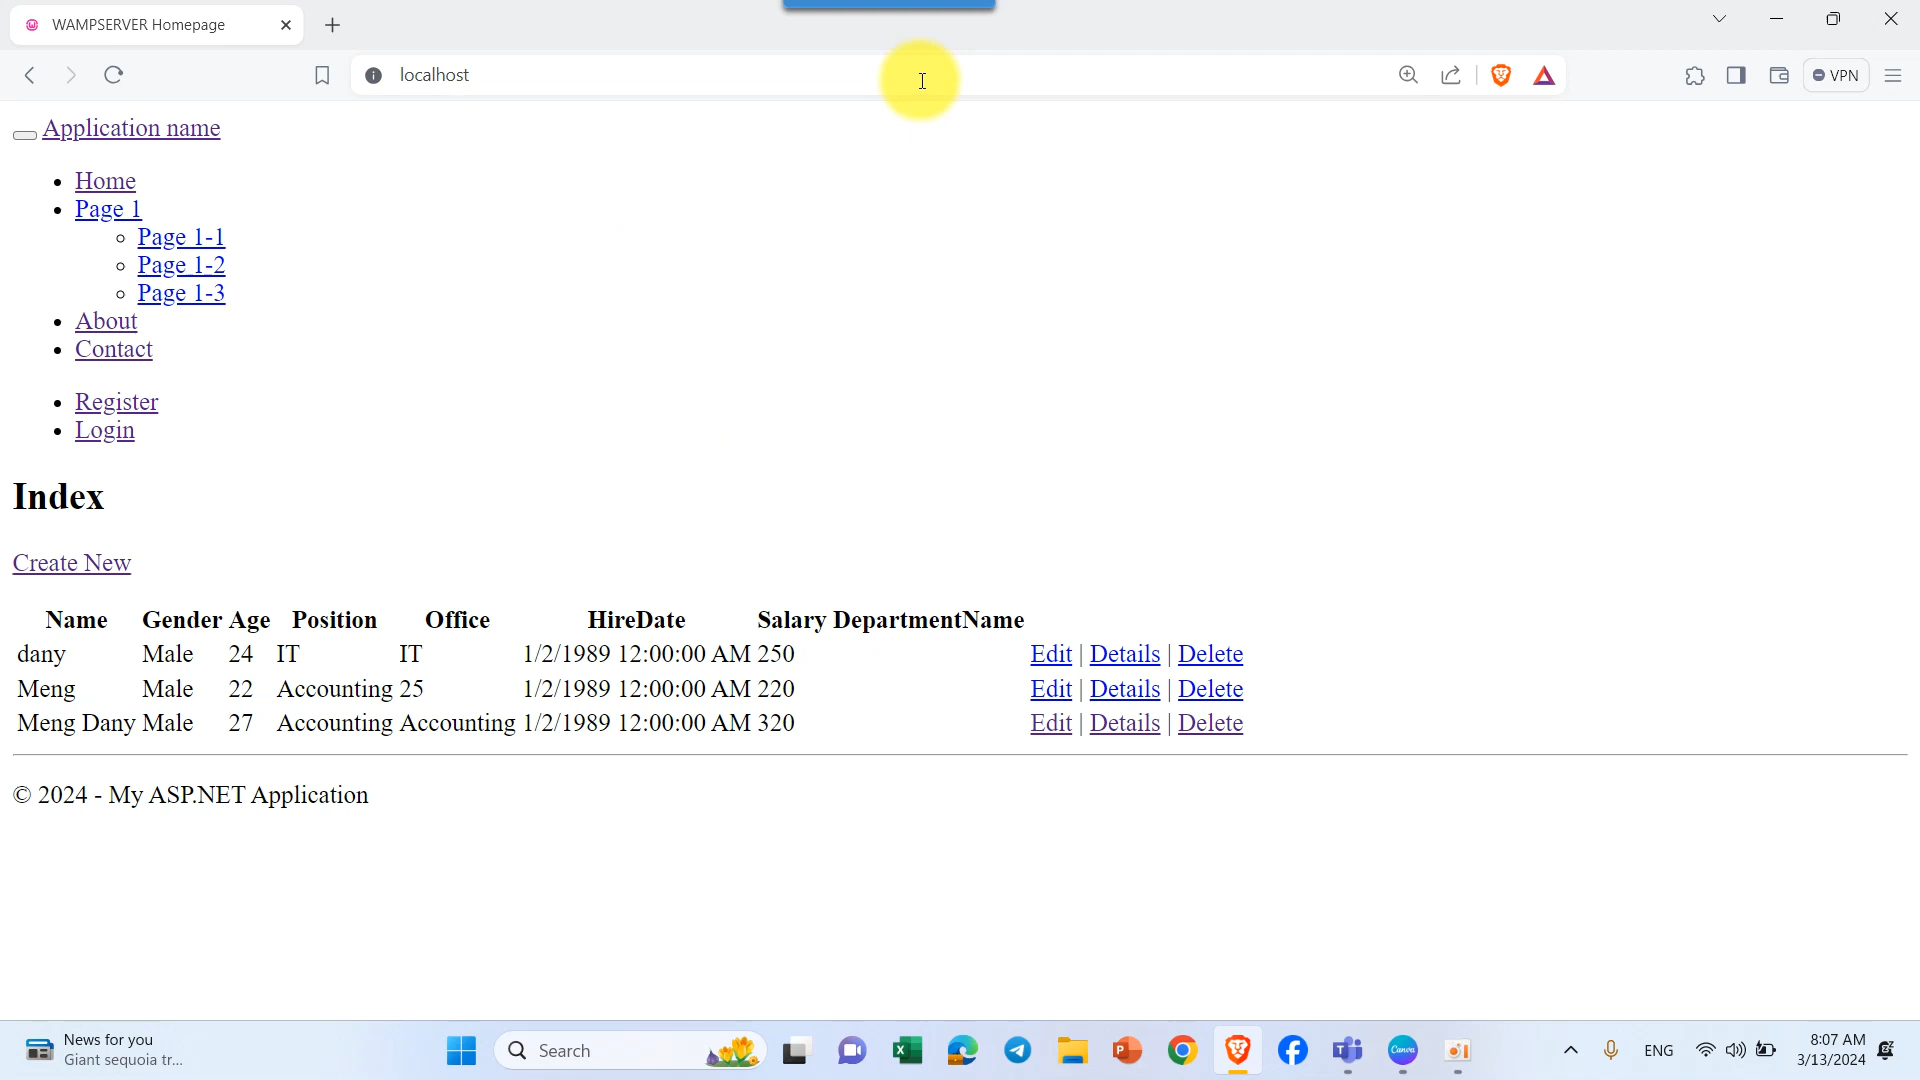 WAMPSERVER Homepage
localhost
VPN
Application name
Home
Page 1
Page 1-1
Page 1-2
Page 1-3
About
Contact
Register
Login
Index
Create New
Name Gender Age Position Office HireDate Salary DepartmentName
dany Male 24 IT IT 1/2/1989 12:00:00 AM 250 Edit | Details | Delete
Meng Male 22 Accounting 25 1/2/1989 12:00:00 AM 220 Edit | Details | Delete
Meng Dany Male 27 Accounting Accounting 1/2/1989 12:00:00 AM 320 Edit | Details | Delete
© 2024 - My ASP.NET Application
News for you
Giant sequoia tr...
Search
Canva
ENG
8:07 AM
3/13/2024